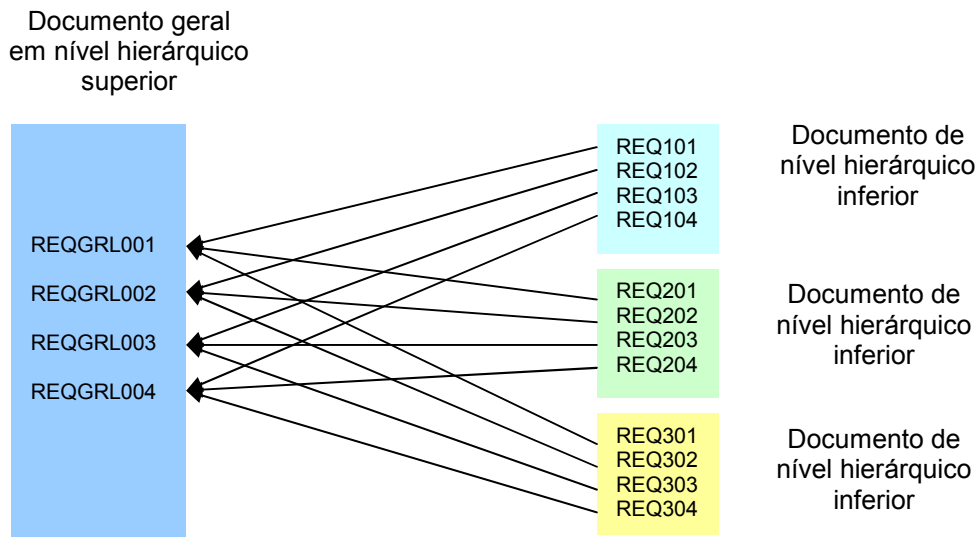 Documento geral
em nível hierárquico
superior
REQGRL001
REQGRL002
REQGRL003
REQGRL004
REQ101
REQ102
REQ103
REQ104
Documento de
nível hierárquico
inferior
REQ201
REQ202
REQ203
REQ204
Documento de
nível hierárquico
inferior
REQ301
REQ302
REQ303
REQ304
Documento de
nível hierárquico
inferior